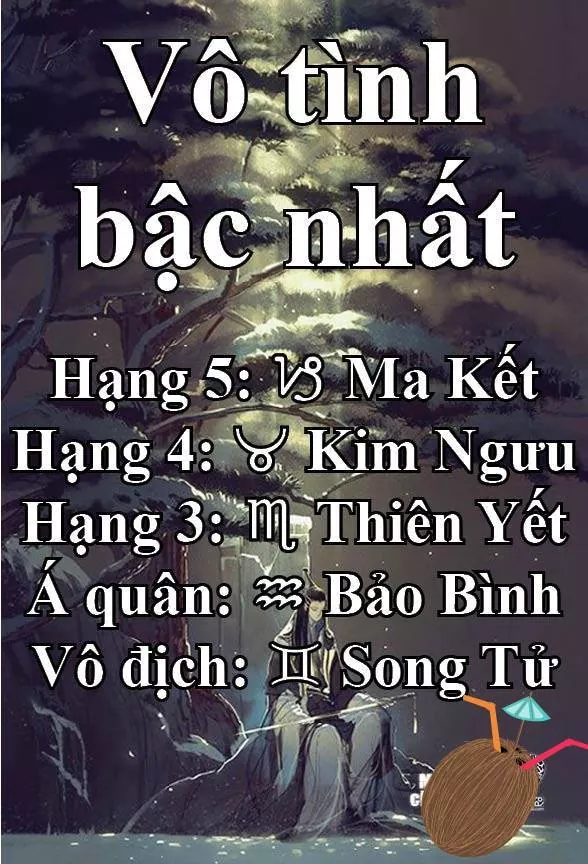 Vô tình
bậc nhất
Hạng 5: ♑ Ma Kết
Hạng 4: ♉ Kim Ngưu
Hạng 3: ♏ Thiên Yết
Á quân: ♒ Bảo Bình
Vô địch: ♊ Song Tử